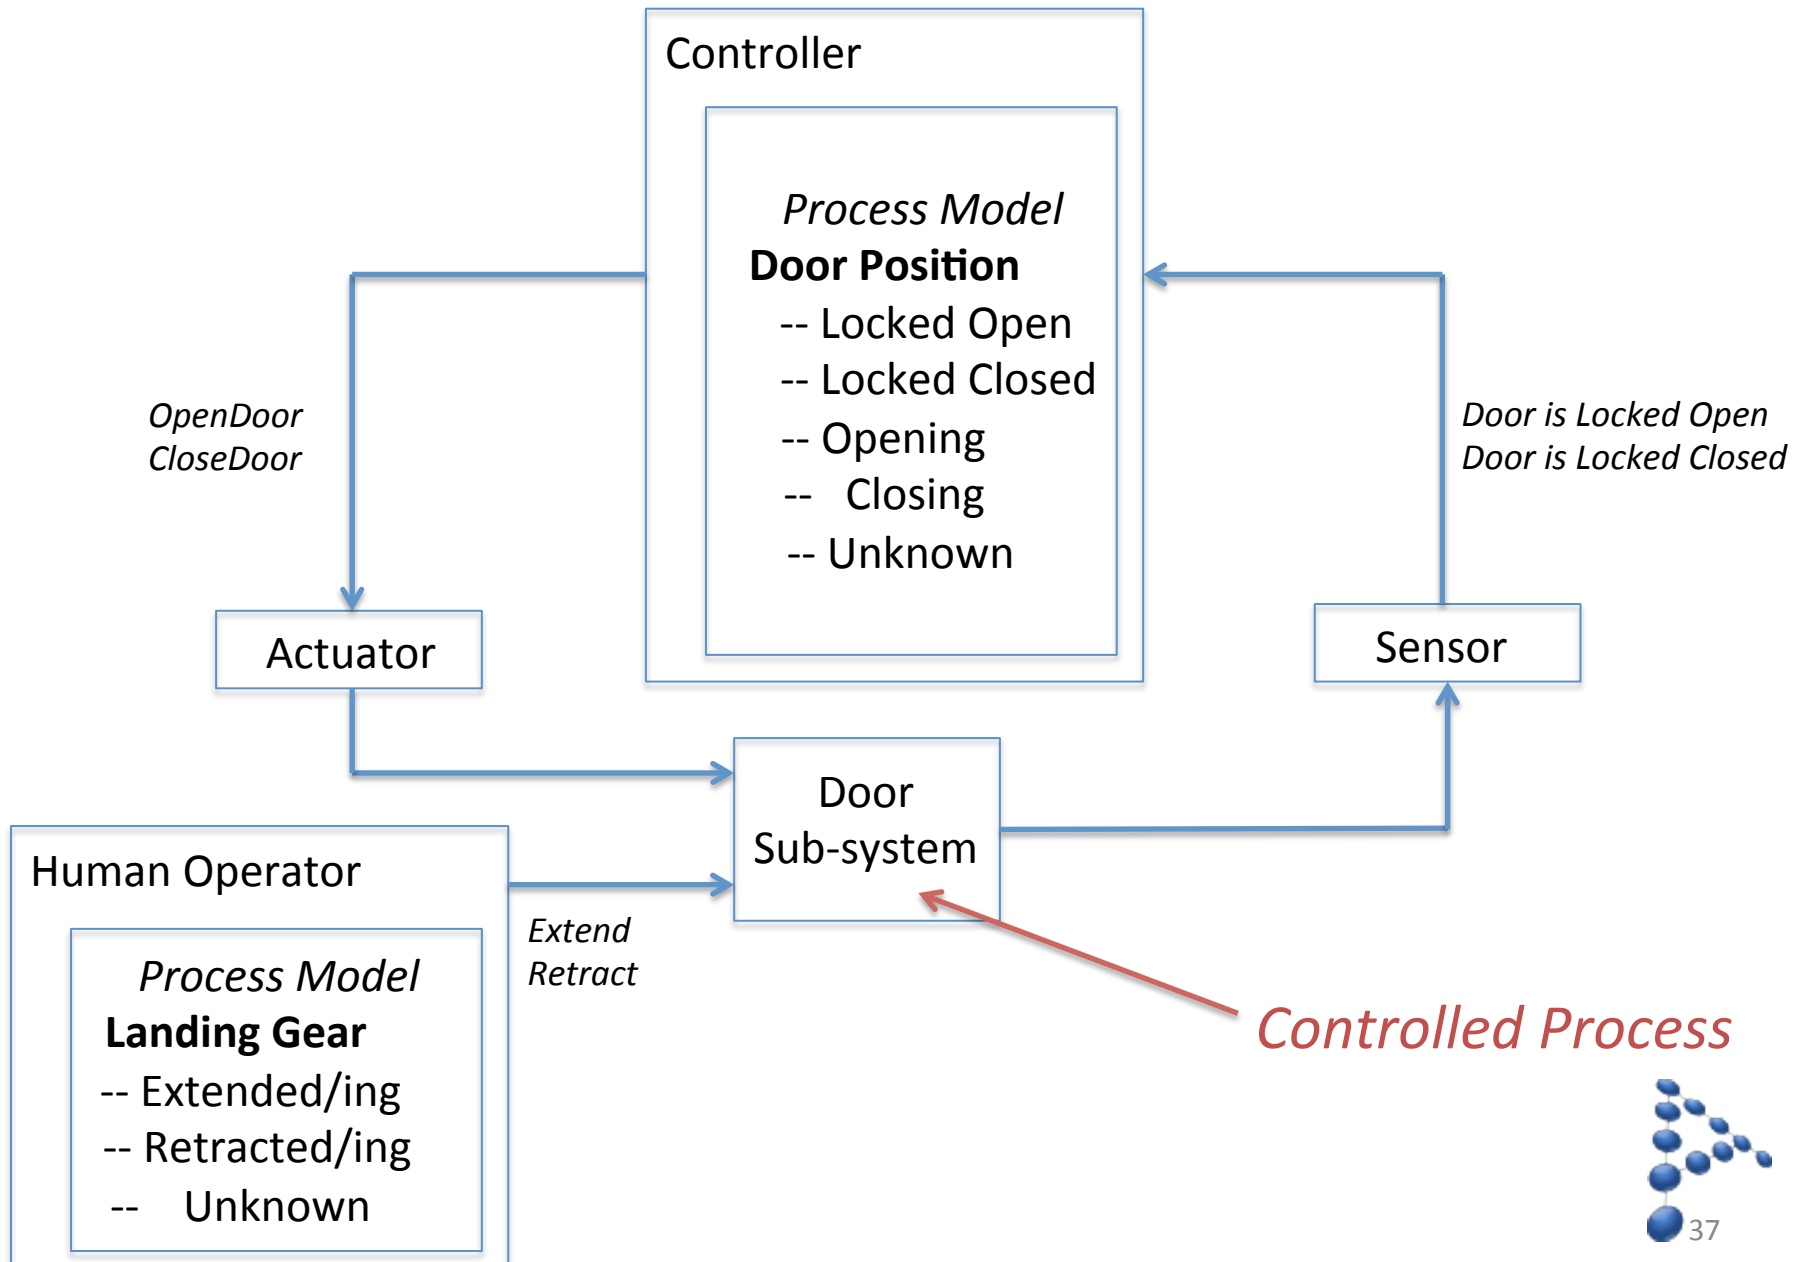 Controller
Process Model
Door Position
-- Locked Open
-- Locked Closed
-- Opening
-- Closing
-- Unknown
OpenDoor
CloseDoor
Door is Locked Open
Door is Locked Closed
Actuator
Sensor
Door
Sub-system
Human Operator
Extend
Retract
Process Model
Landing Gear
-- Extended/ing
-- Retracted/ing
-- Unknown
Controlled Process
37